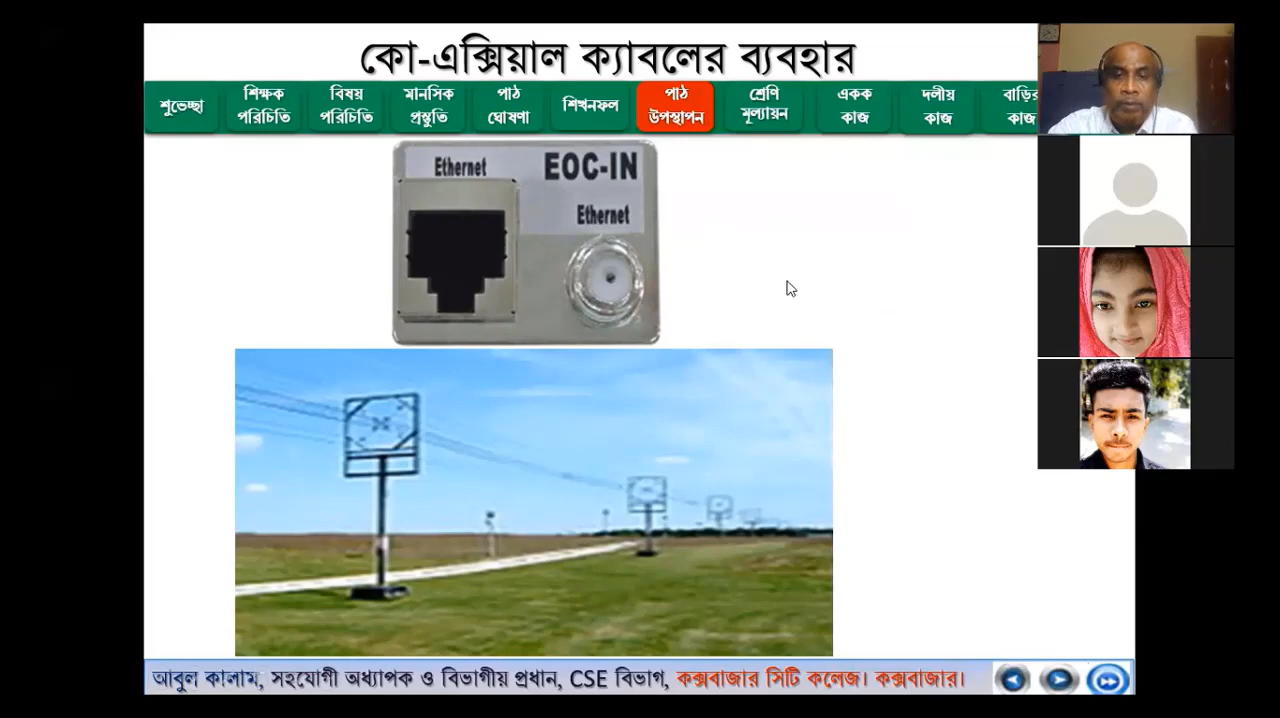 কো-এক্সিয়াল ক্যাবলের ব্যবহার
শুভেচ্ছা
শিক্ষক
পরিচিতি
বিষয়
পরিচিতি
মানসিক
প্রস্তুতি
পাঠ
ঘোষণা
শিখনফল
পাঠ
উপস্থাপন
শ্রেণি
মূল্যায়ন
একক
কাজ
দলীয়
কাজ
বাড়ির
কাজ
Ethernet
EOC-IN
Ethernet
আবুল কালাম, সহযোগী অধ্যাপক ও বিভাগীয় প্রধান, CSE বিভাগ, কক্সবাজার সিটি কলেজ। কক্সবাজার।